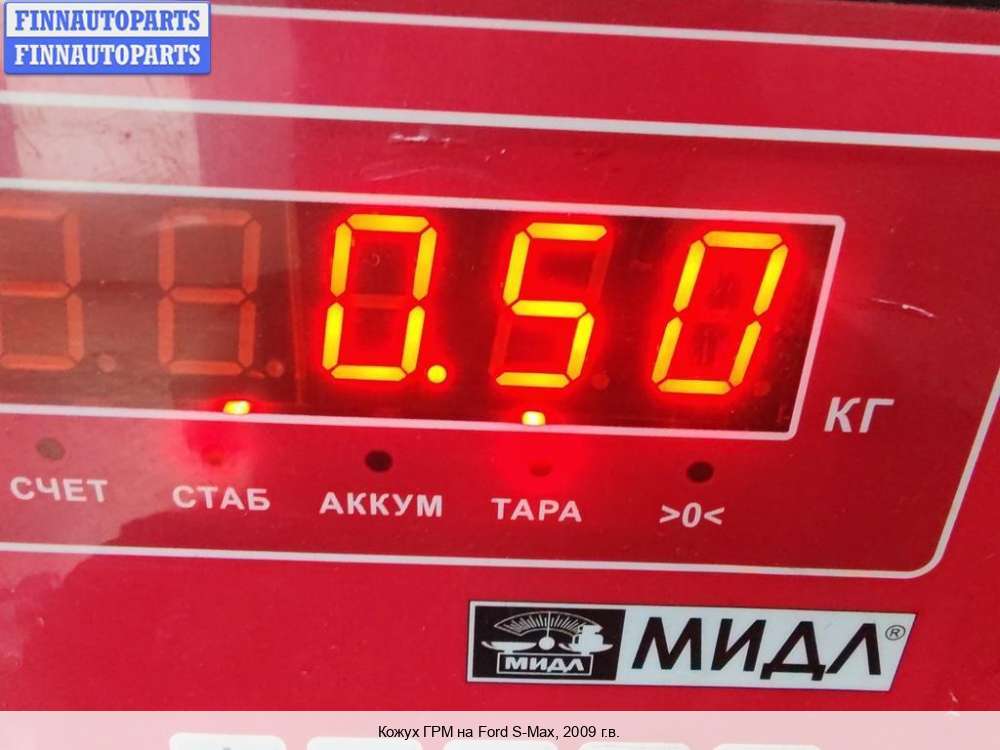 FINNAUTOPARTS
FINNAUTOPARTS
0.50
КГ
СЧЕТ СТАБ АККУМ ТАРА >0<
МИДЛ МИДЛ®
Кожух ГРМ на Ford S-Max, 2009 г.в.